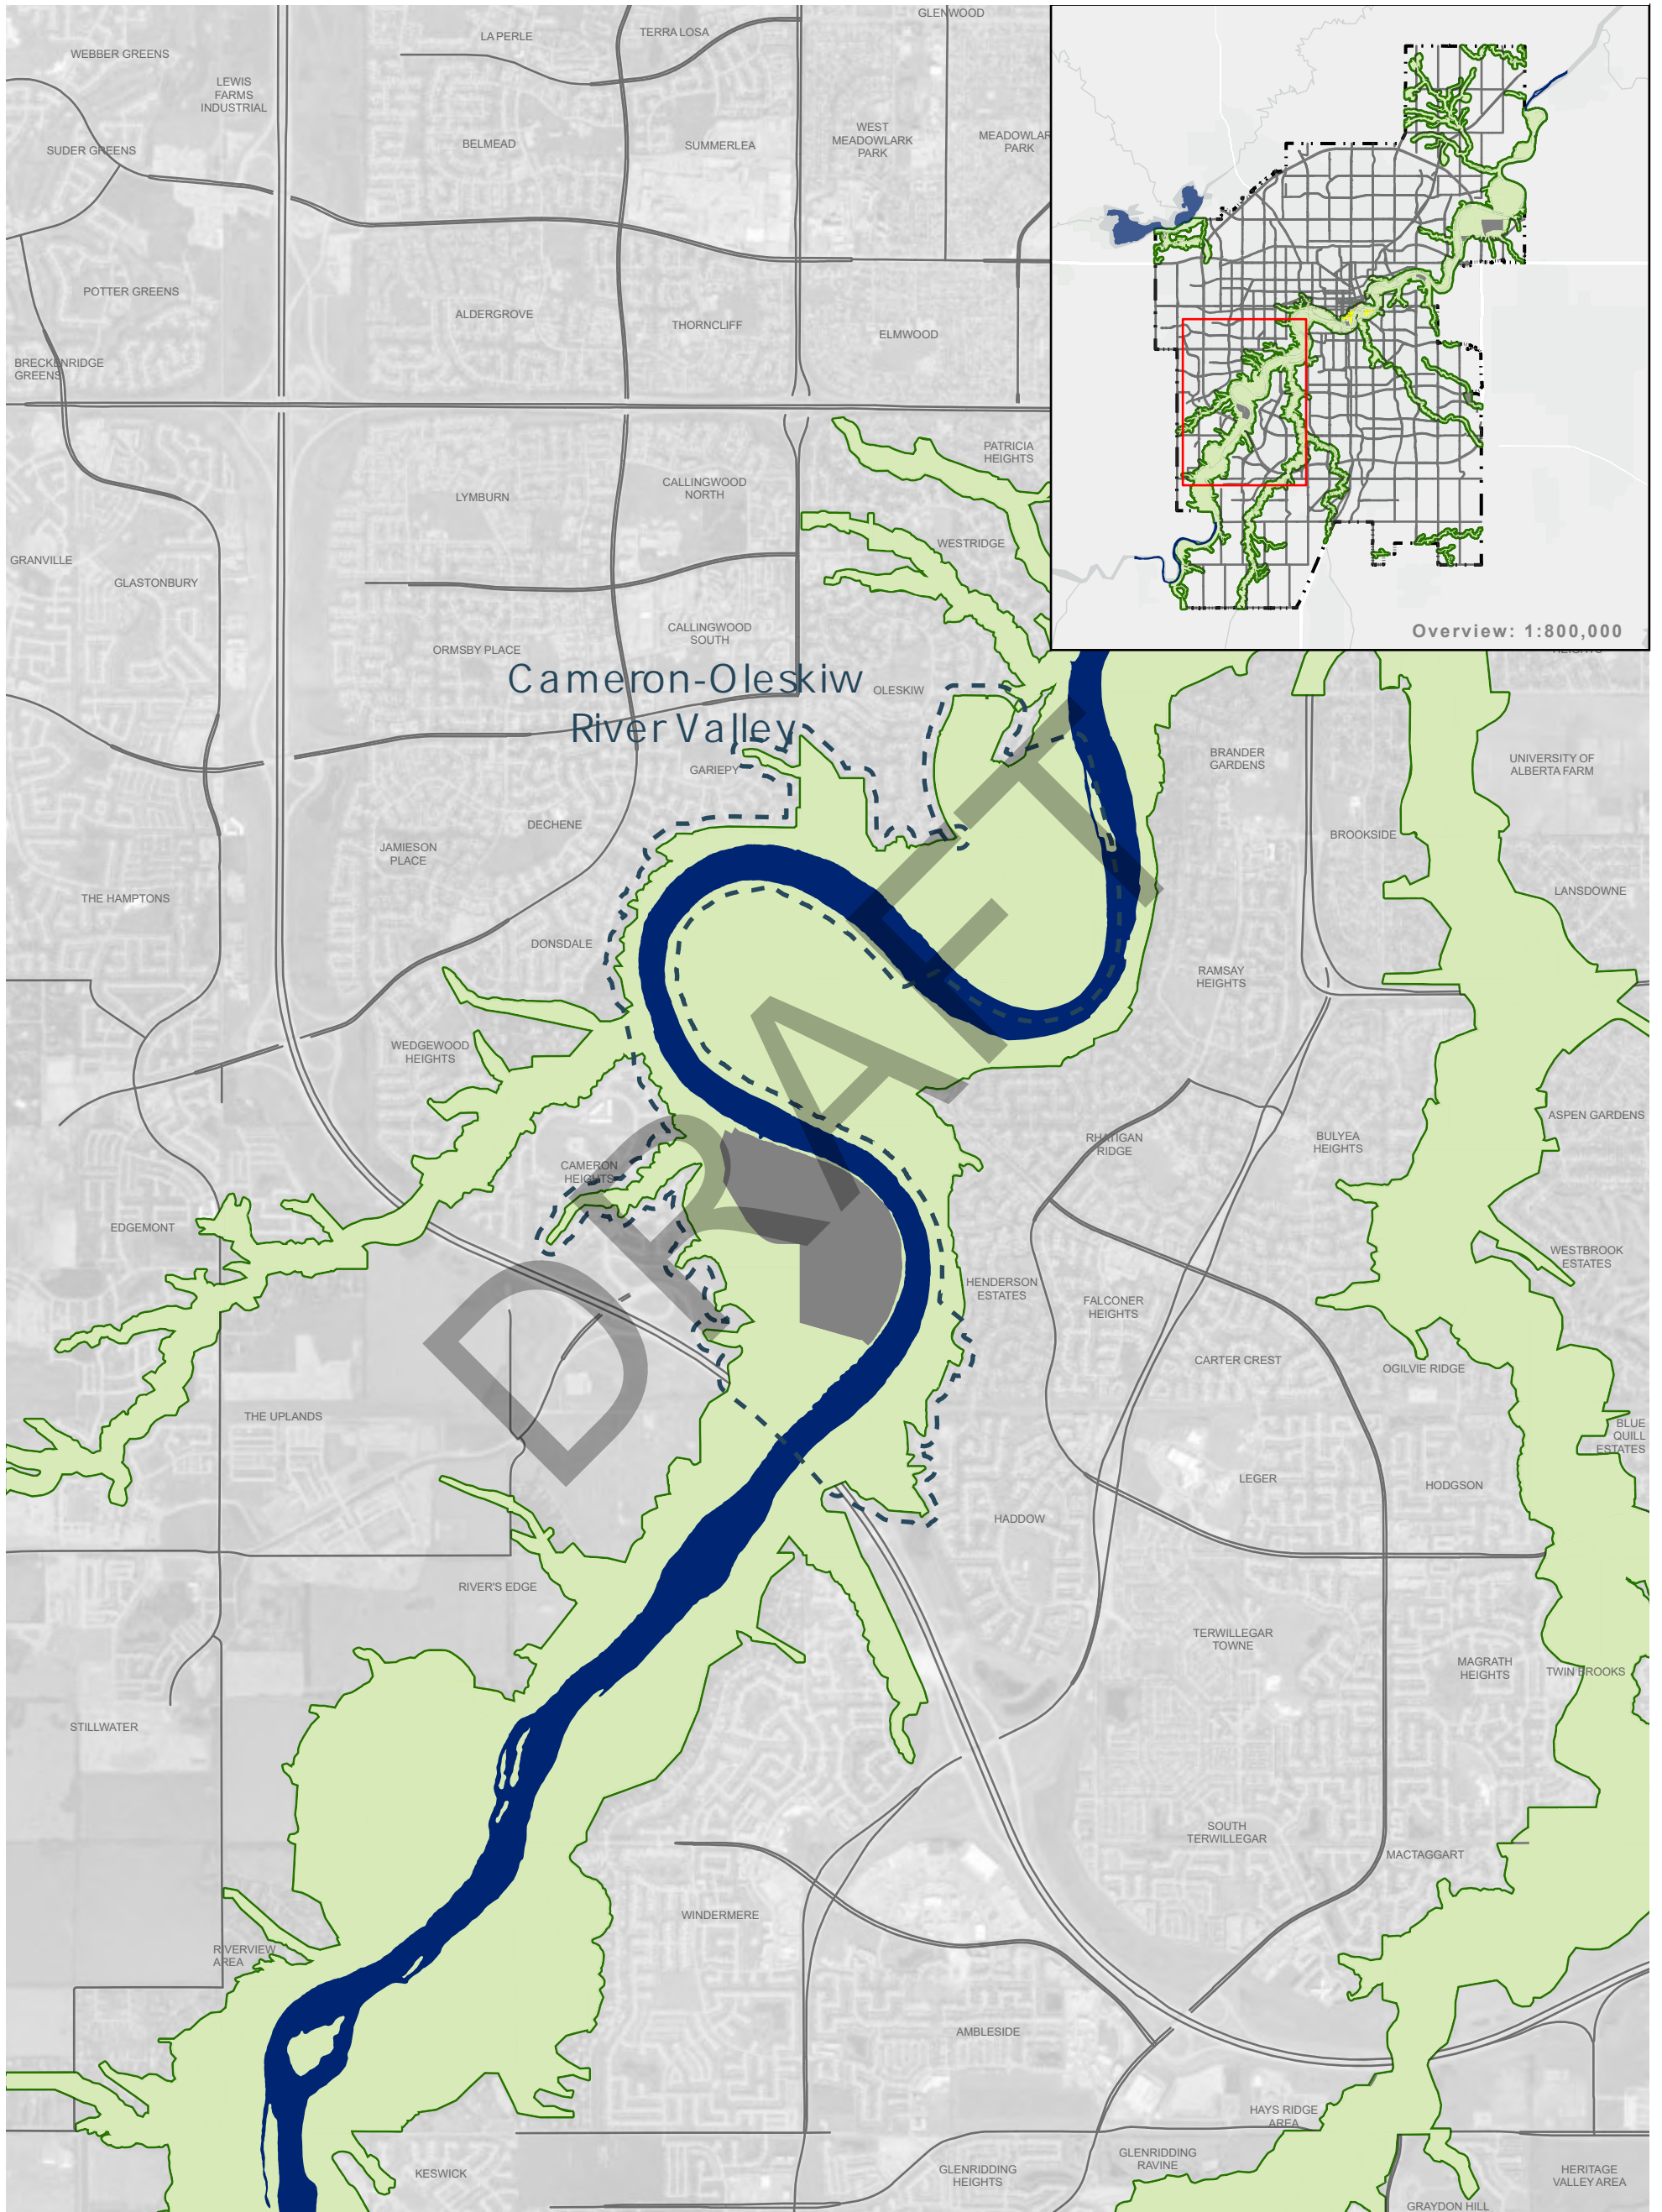 GLENWOOD
LA PERLE
TERRA LOSA
WEBBER GREENS
LEWIS
FARMS
INDUSTRIAL
WEST
MEADOWLARK
PARK
MEADOWLAR
PARK
BELMEAD
SUMMERLEA
SUDER GREENS
POTTER GREENS
ALDERGROVE
THORNCLIFF
ELMWOOD
BRECKENRIDGE
GREENS
PATRICIA
HEIGHTS
LYMBURN
CALLINGWOOD
NORTH
WESTRIDGE
GRANVILLE
GLASTONBURY
CALLINGWOOD
SOUTH
Overview: 1:800,000
ORMSBY PLACE
HEIGHTS
Cameron-Oleskiw
River Valley
OLESKIW
GARIEPY
BRANDER
GARDENS
UNIVERSITY OF
ALBERTA FARM
DECHENE
BROOKSIDE
JAMIESON
PLACE
THE HAMPTONS
LANSDOWNE
DONSDALE
RAMSAY
HEIGHTS
WEDGEWOOD
HEIGHTS
ASPEN GARDENS
RHATIGAN
RIDGE
BULYEA
HEIGHTS
CAMERON
HEIGHTS
DRAFT
EDGEMONT
WESTBROOK
ESTATES
HENDERSON
ESTATES
FALCONER
HEIGHTS
CARTER CREST
OGILVIE RIDGE
THE UPLANDS
BLUE
QUILL
ESTATES
LEGER
HODGSON
HADDOW
RIVER'S EDGE
TERWILLEGAR
TOWNE
MAGRATH
HEIGHTS
TWIN BROOKS
STILLWATER
SOUTH
TERWILLEGAR
MACTAGGART
WINDERMERE
RIVERVIEW
AREA
AMBLESIDE
HAYS RIDGE
AREA
KESWICK
GLENRIDDING
HEIGHTS
GLENRIDDING
RAVINE
HERITAGE
VALLEY AREA
GRAYDON HILL